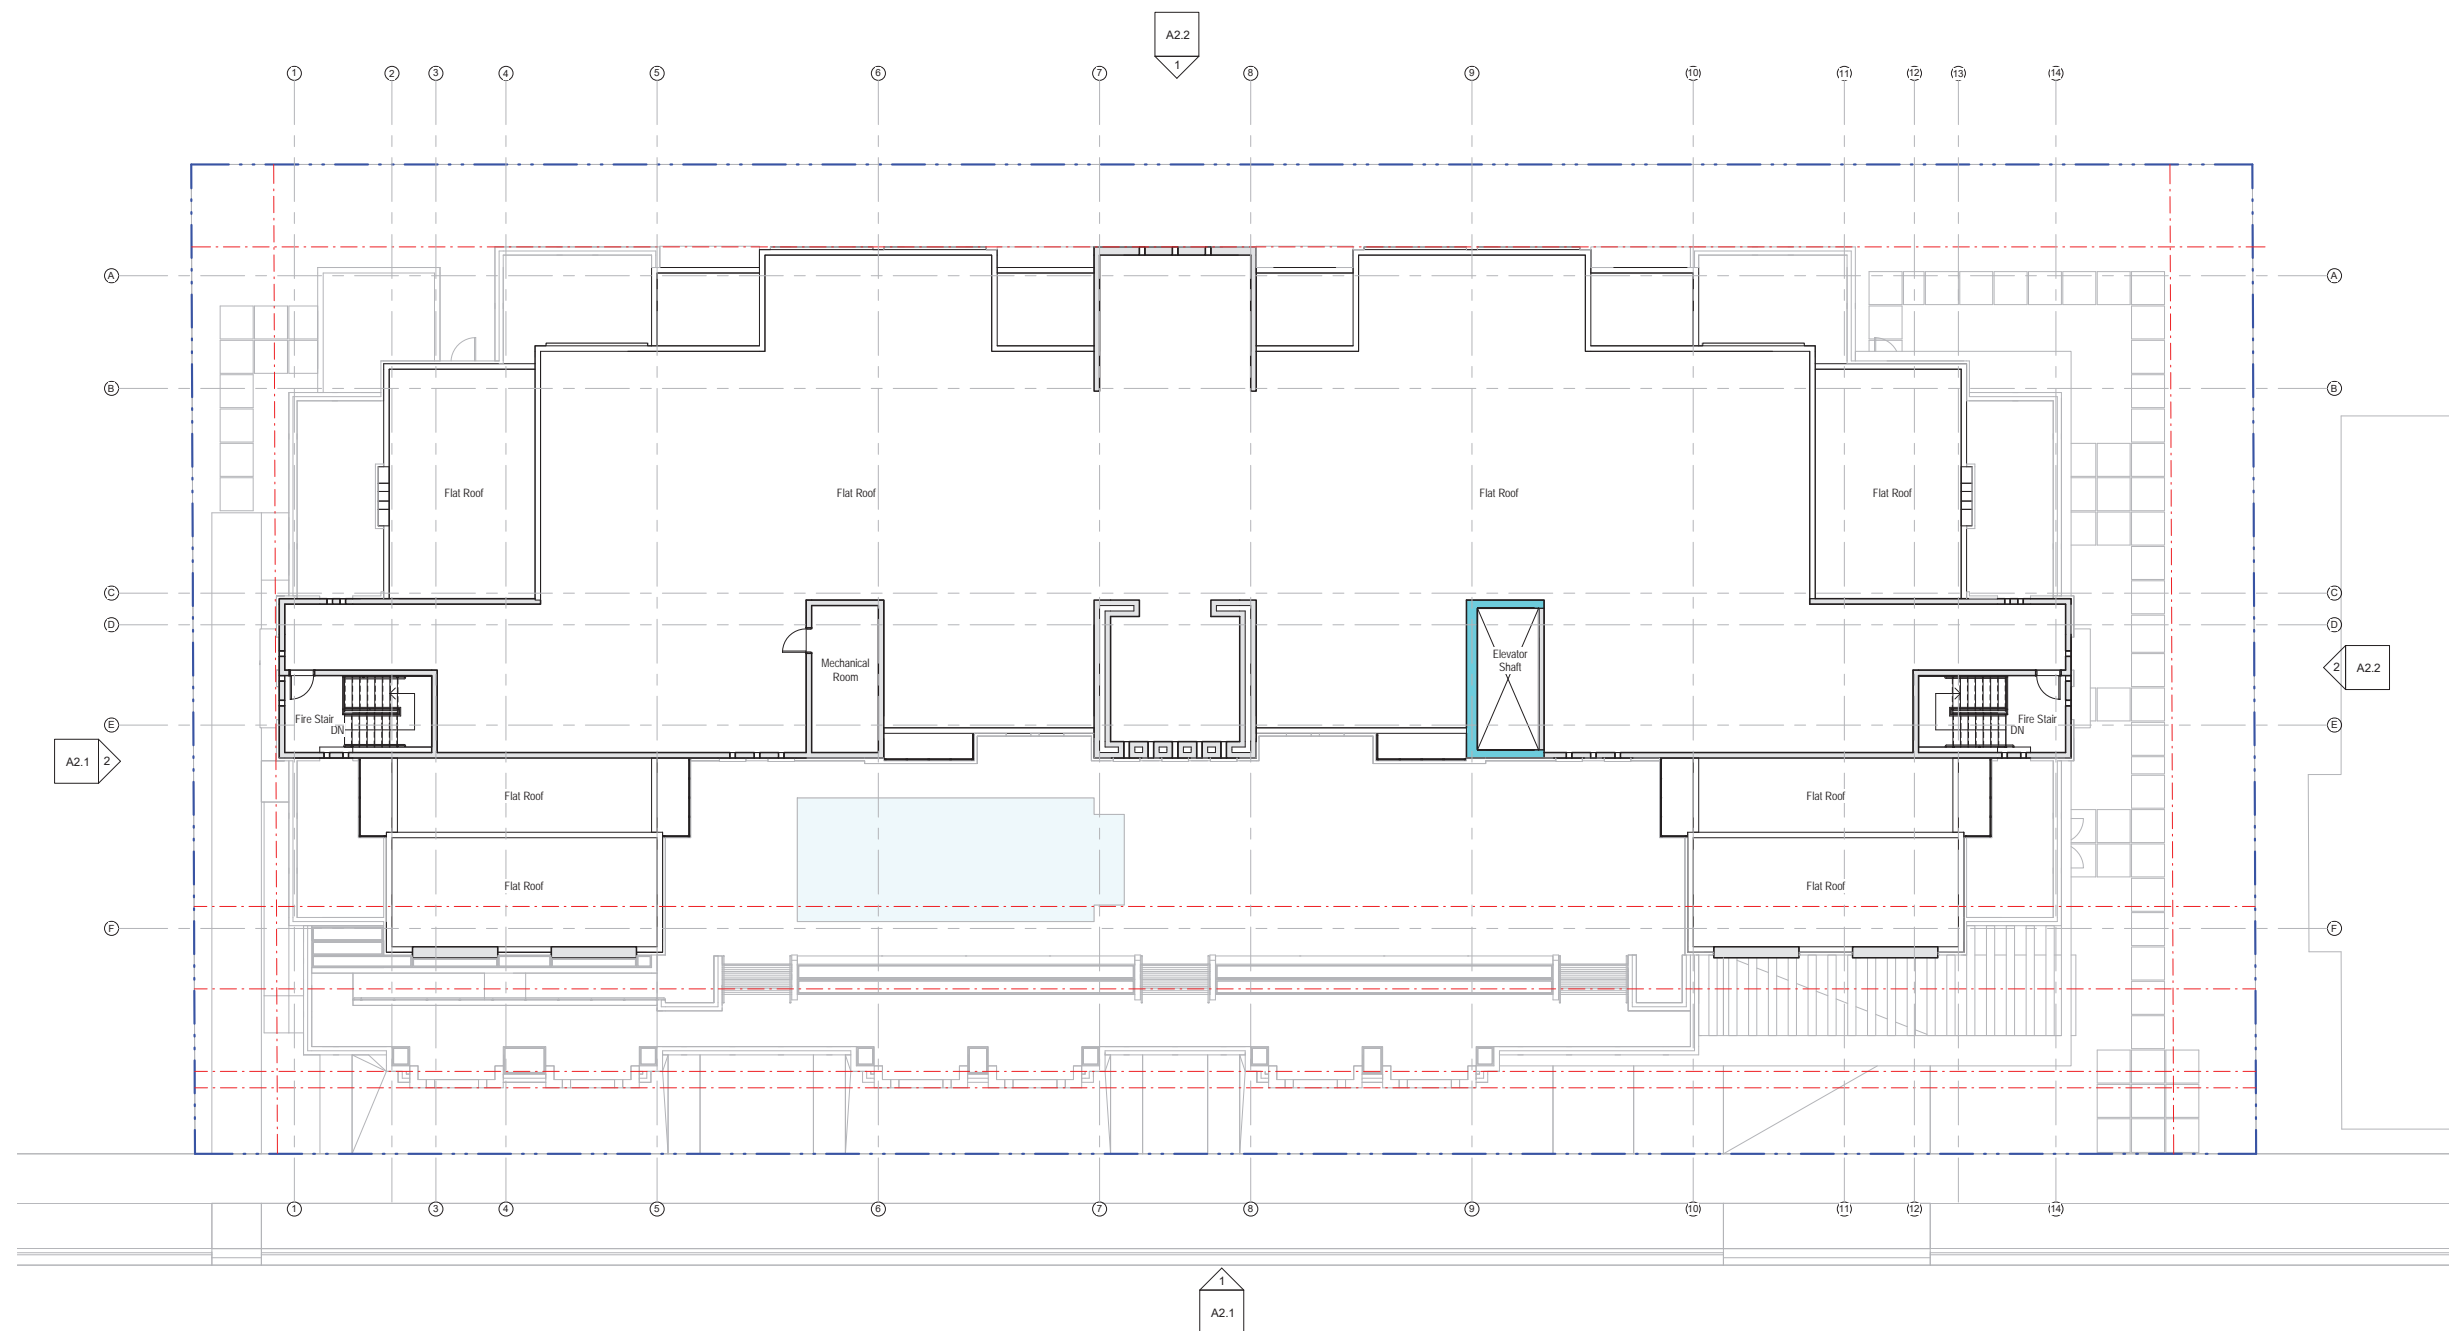 A2.2
1
1 2 3 4 5 6 7 8 9 (10) (11) (12) (13) (14)
A A
B B
Flat Roof Flat Roof Flat Roof Flat Roof
C C
D D
Mechanical
Room
Elevator
Shaft
2 A2.2
Fire Stair
DN
Fire Stair
DN
E E
A2.1 2
Flat Roof Flat Roof
Flat Roof Flat Roof
F F
1 3 4 5 6 7 8 9 (10) (11) (12) (14)
1
A2.1